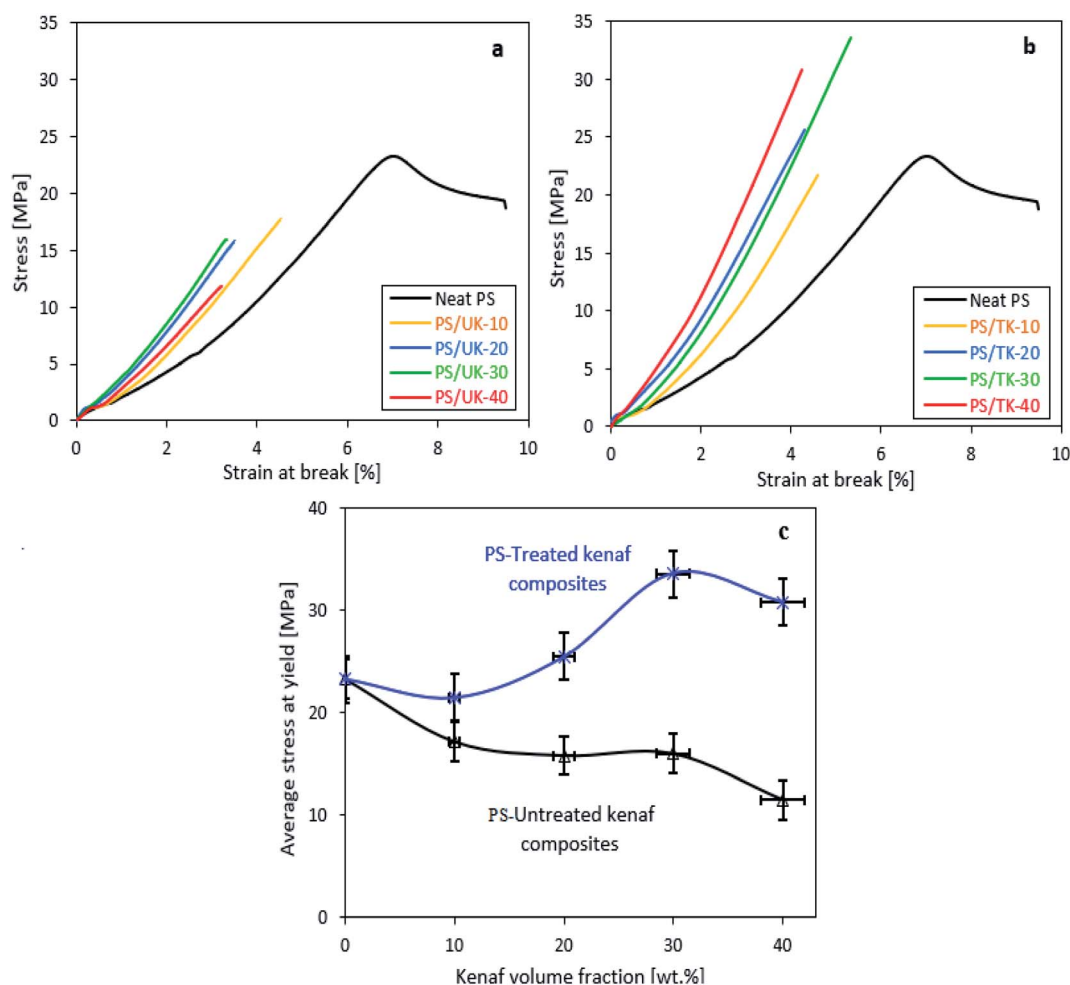 35
30
25
20
15
10
5
0
Stress [MPa]
a
Neat PS
PS/UK-10
PS/UK-20
PS/UK-30
PS/UK-40
0 2 4 6 8 10
Strain at break [%]
35
30
25
20
15
10
5
0
Stress [MPa]
b
Neat PS
PS/TK-10
PS/TK-20
PS/TK-30
PS/TK-40
0 2 4 6 8 10
Strain at break [%]
40
30
20
10
0
Average stress at yield [MPa]
c
PS-Treated kenaf
composites
PS-Untreated kenaf
composites
0 10 20 30 40
Kenaf volume fraction [wt.%]